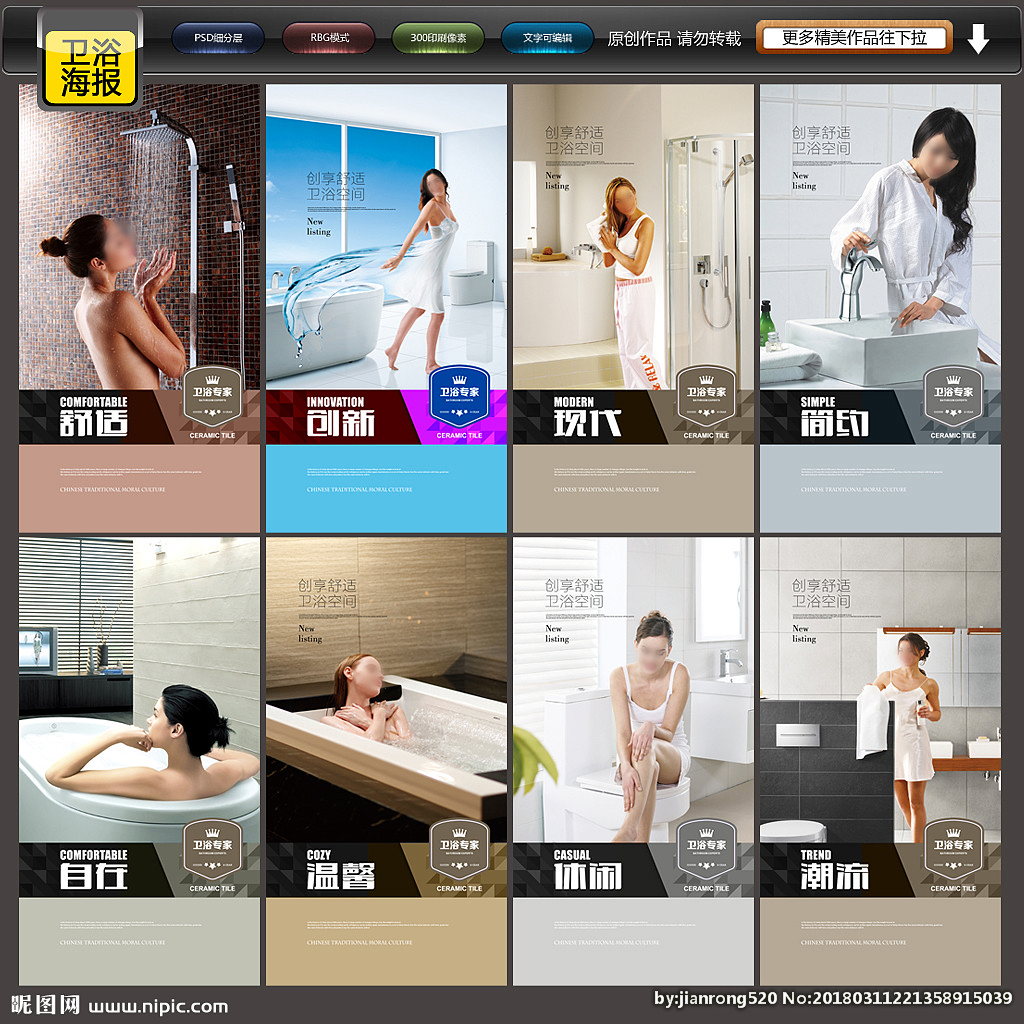 卫浴
海报
PSD细分层
RBG模式
300印刷像素
文字可编辑
原创作品 请勿转载
更多精美作品往下拉
卫浴专家
COMFORTABLE
舒适
CERAMIC TILE
CHINESE TRADITIONAL MORAL CULTURE
创享舒适
卫浴空间
New
listing
卫浴专家
INNOVATION
创新
CERAMIC TILE
CHINESE TRADITIONAL MORAL CULTURE
创享舒适
卫浴空间
New
listing
RELAX
卫浴专家
MODERN
现代
CERAMIC TILE
CHINESE TRADITIONAL MORAL CULTURE
创享舒适
卫浴空间
New
listing
卫浴专家
SIMPLE
简约
CERAMIC TILE
CHINESE TRADITIONAL MORAL CULTURE
卫浴专家
COMFORTABLE
自在
CERAMIC TILE
CHINESE TRADITIONAL MORAL CULTURE
创享舒适
卫浴空间
New
listing
卫浴专家
COZY
温馨
CERAMIC TILE
CHINESE TRADITIONAL MORAL CULTURE
创享舒适
卫浴空间
New
listing
卫浴专家
CASUAL
休闲
CERAMIC TILE
CHINESE TRADITIONAL MORAL CULTURE
创享舒适
卫浴空间
New
listing
卫浴专家
TREND
潮流
CERAMIC TILE
CHINESE TRADITIONAL MORAL CULTURE
昵图网 www.nipic.com
by:jianrong520 No:20180311221358915039